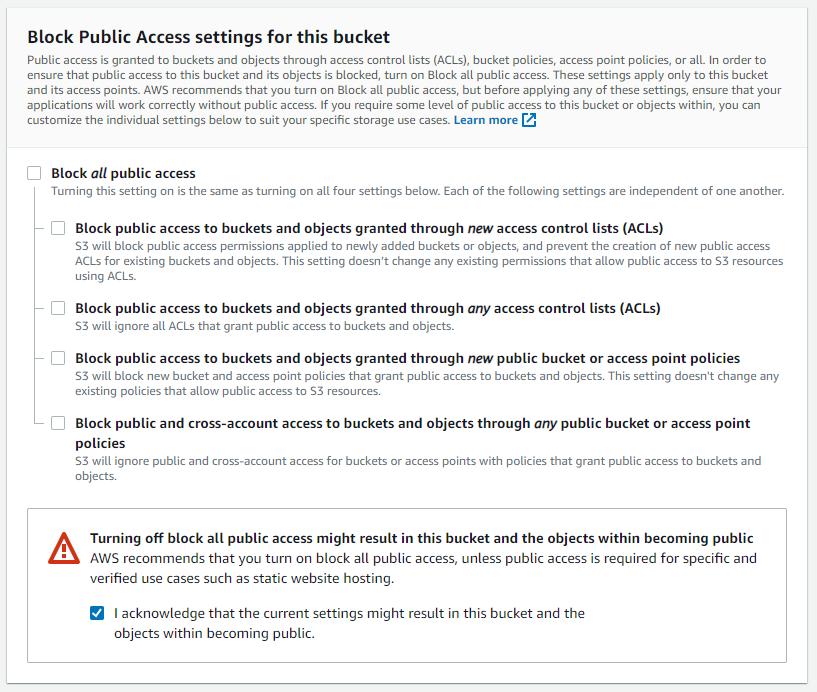 Block Public Access settings for this bucket
Public access is granted to buckets and objects through access control lists (ACLs), bucket policies, access point policies, or all. In order to
ensure that public access to this bucket and its objects is blocked, turn on Block all public access. These settings apply only to this bucket
and its access points. AWS recommends that you turn on Block all public access, but before applying any of these settings, ensure that your
applications will work correctly without public access. If you require some level of public access to this bucket or objects within, you can
customize the individual settings below to suit your specific storage use cases. Learn more
Block all public access
Turning this setting on is the same as turning on all four settings below. Each of the following settings are independent of one another.
Block public access to buckets and objects granted through new access control lists (ACLs)
S3 will block public access permissions applied to newly added buckets or objects, and prevent the creation of new public access
ACLs for existing buckets and objects. This setting doesn't change any existing permissions that allow public access to S3 resources
using ACLs.
Block public access to buckets and objects granted through any access control lists (ACLs)
S3 will ignore all ACLs that grant public access to buckets and objects.
Block public access to buckets and objects granted through new public bucket or access point policies
S3 will block new bucket and access point policies that grant public access to buckets and objects. This setting doesn't change any
existing policies that allow public access to S3 resources.
Block public and cross-account access to buckets and objects through any public bucket or access point
policies
S3 will ignore public and cross-account access for buckets or access points with policies that grant public access to buckets and
objects.
Turning off block all public access might result in this bucket and the objects within becoming public
AWS recommends that you turn on block all public access, unless public access is required for specific and
verified use cases such as static website hosting.
I acknowledge that the current settings might result in this bucket and the
objects within becoming public.